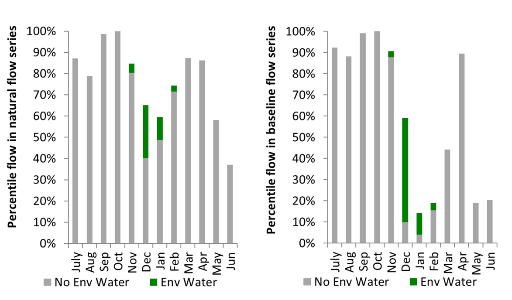 Percentile flow in natural flow series
100%
90%
80%
70%
60%
50%
40%
30%
20%
10%
0%
July
Aug
Sep
Oct
Nov
Dec
Jan
Feb
Mar
Apr
May
Jun
No Env Water
Env Water
Percentile flow in baseline flow series
100%
90%
80%
70%
60%
50%
40%
30%
20%
10%
0%
July
Aug
Sep
Oct
Nov
Dec
Jan
Feb
Mar
Apr
May
Jun
No Env Water
Env Water